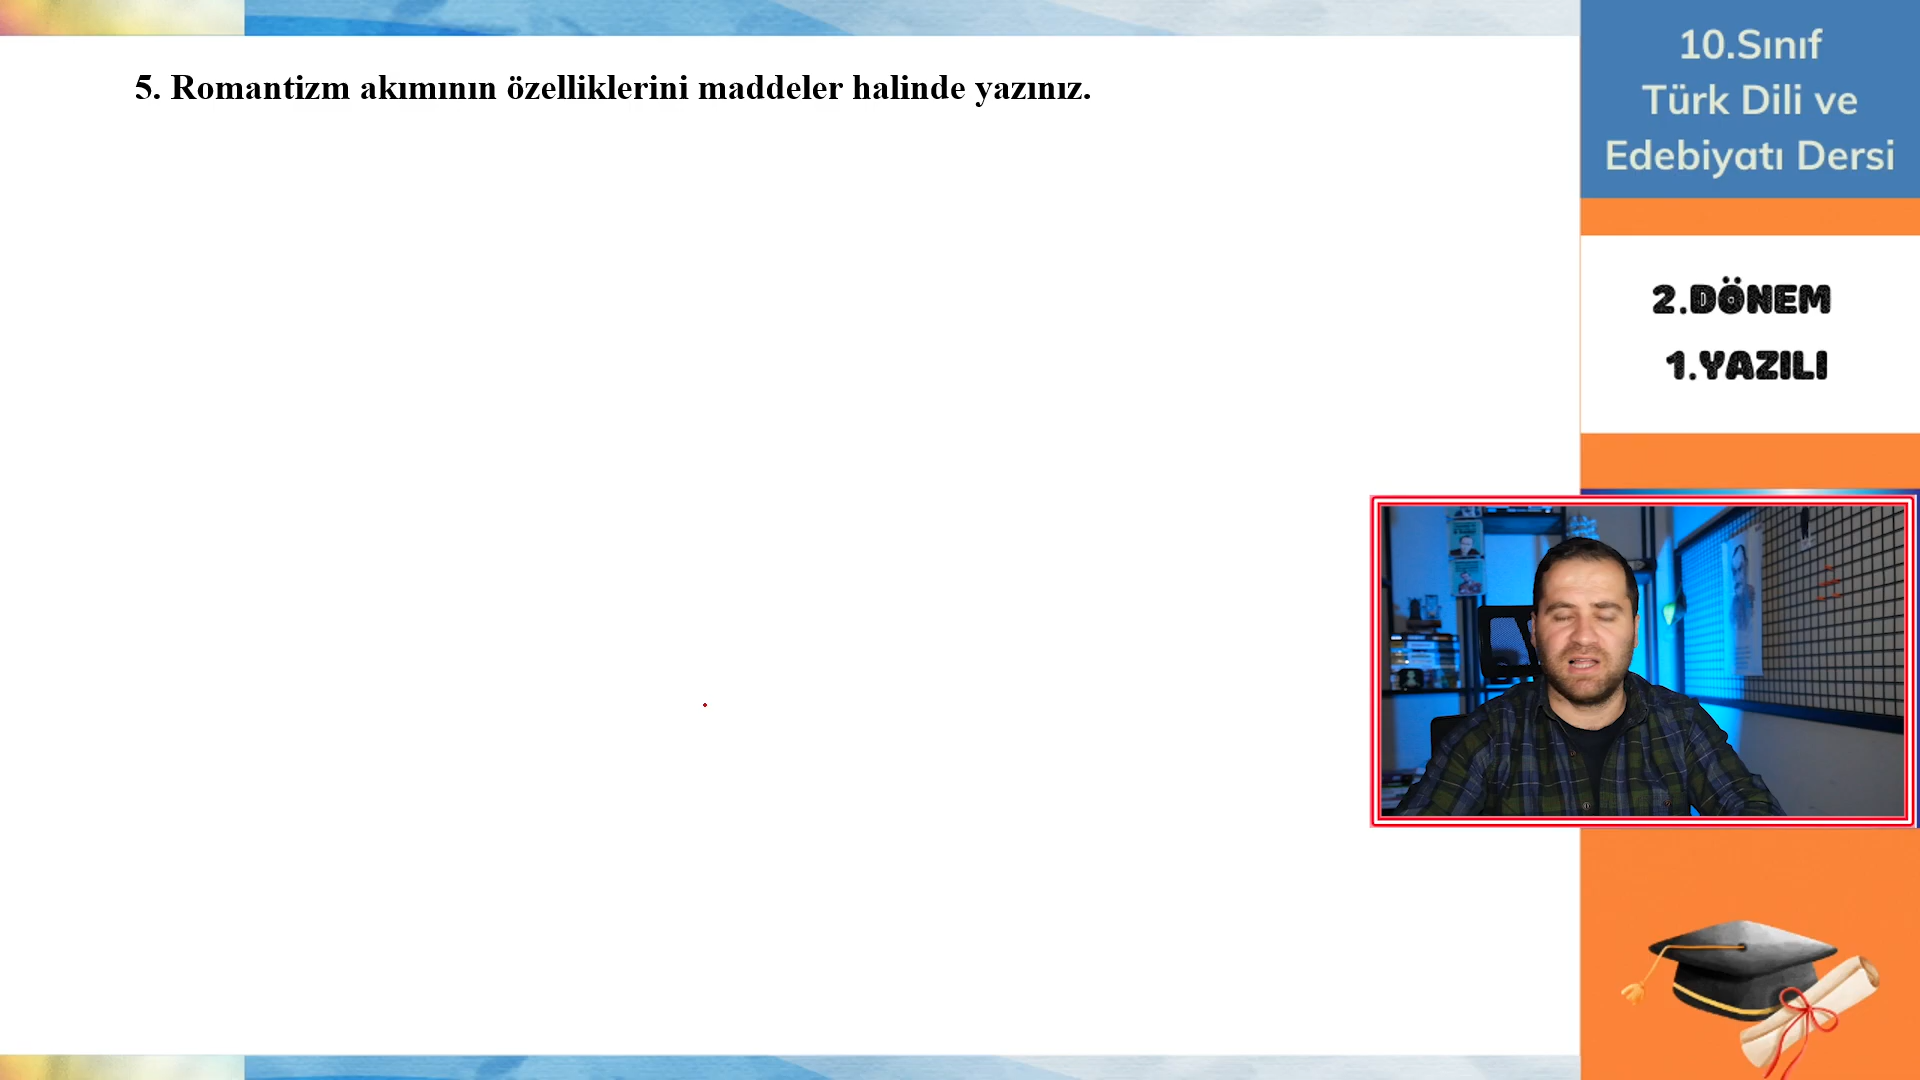 5. Romantizm akımının özelliklerini maddeler halinde yazınız.
10.Sınıf
Türk Dili ve
Edebiyatı Dersi
2.DÖNEM
1.YAZILI